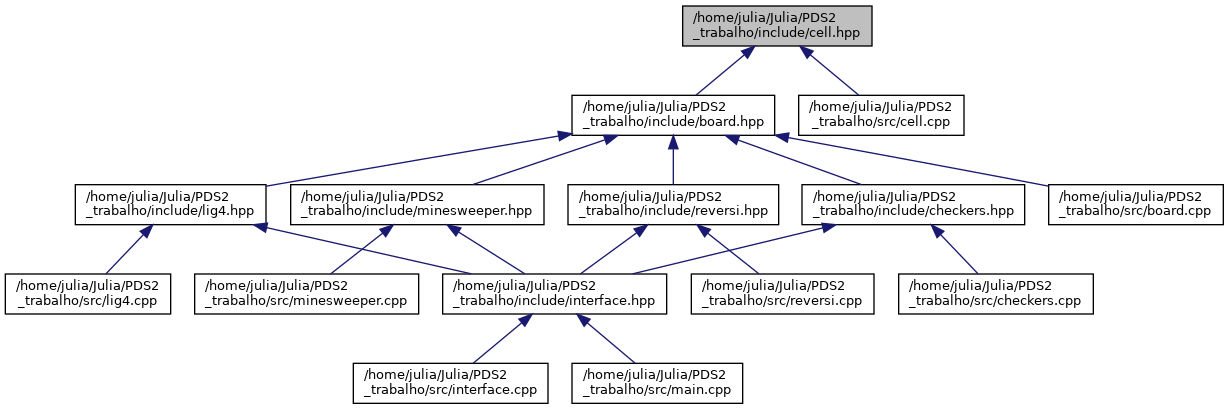 /home/julia/Julia/PDS2
_trabalho/include/cell.hpp
/home/julia/Julia/PDS2
_trabalho/include/board.hpp
/home/julia/Julia/PDS2
_trabalho/src/cell.cpp
/home/julia/Julia/PDS2
_trabalho/include/lig4.hpp
/home/julia/Julia/PDS2
_trabalho/include/minesweeper.hpp
/home/julia/Julia/PDS2
_trabalho/include/reversi.hpp
/home/julia/Julia/PDS2
_trabalho/include/checkers.hpp
/home/julia/Julia/PDS2
_trabalho/src/board.cpp
/home/julia/Julia/PDS2
_trabalho/src/lig4.cpp
/home/julia/Julia/PDS2
_trabalho/src/minesweeper.cpp
/home/julia/Julia/PDS2
_trabalho/include/interface.hpp
/home/julia/Julia/PDS2
_trabalho/src/reversi.cpp
/home/julia/Julia/PDS2
_trabalho/src/checkers.cpp
/home/julia/Julia/PDS2
_trabalho/src/interface.cpp
/home/julia/Julia/PDS2
_trabalho/src/main.cpp